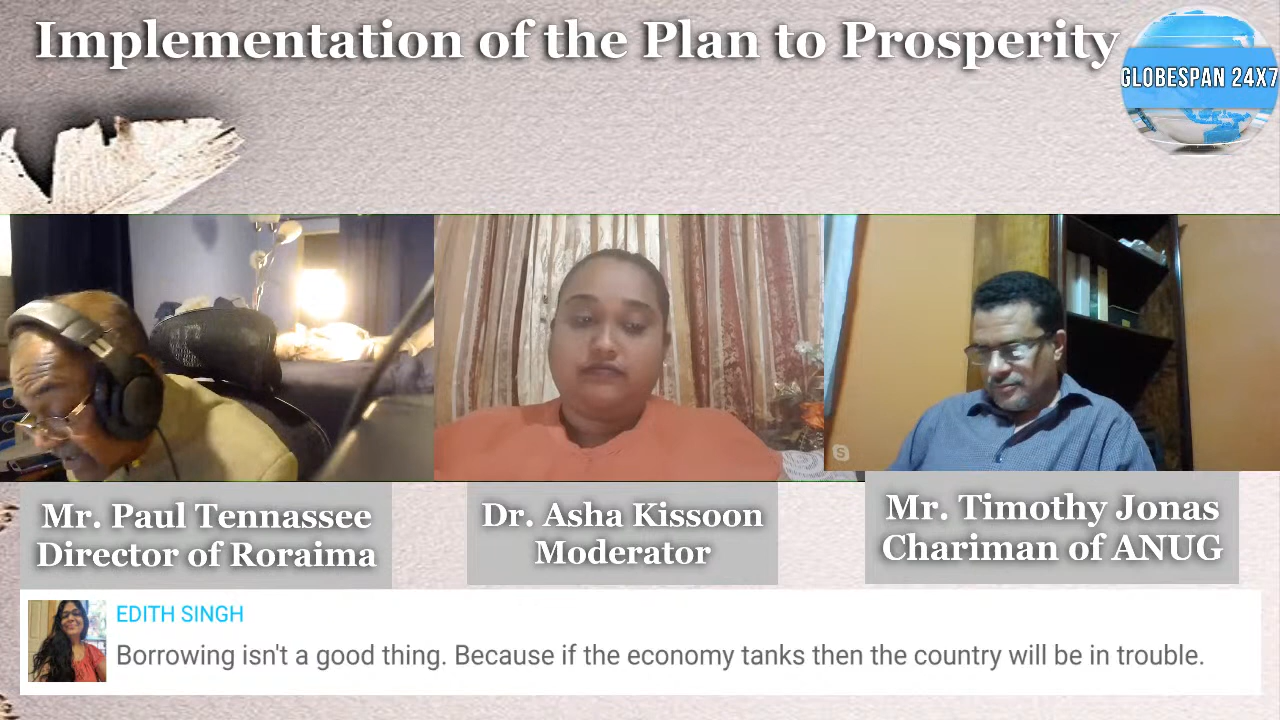 Implementation of the Plan to Prosperity
GLOBESPAN 24X7
Mr. Paul Tennassee
Director of Roraima
Dr. Asha Kissoon
Moderator
Mr. Timothy Jonas
Chariman of ANUG
EDITH SINGH
Borrowing isn't a good thing. Because if the economy tanks then the country will be in trouble.